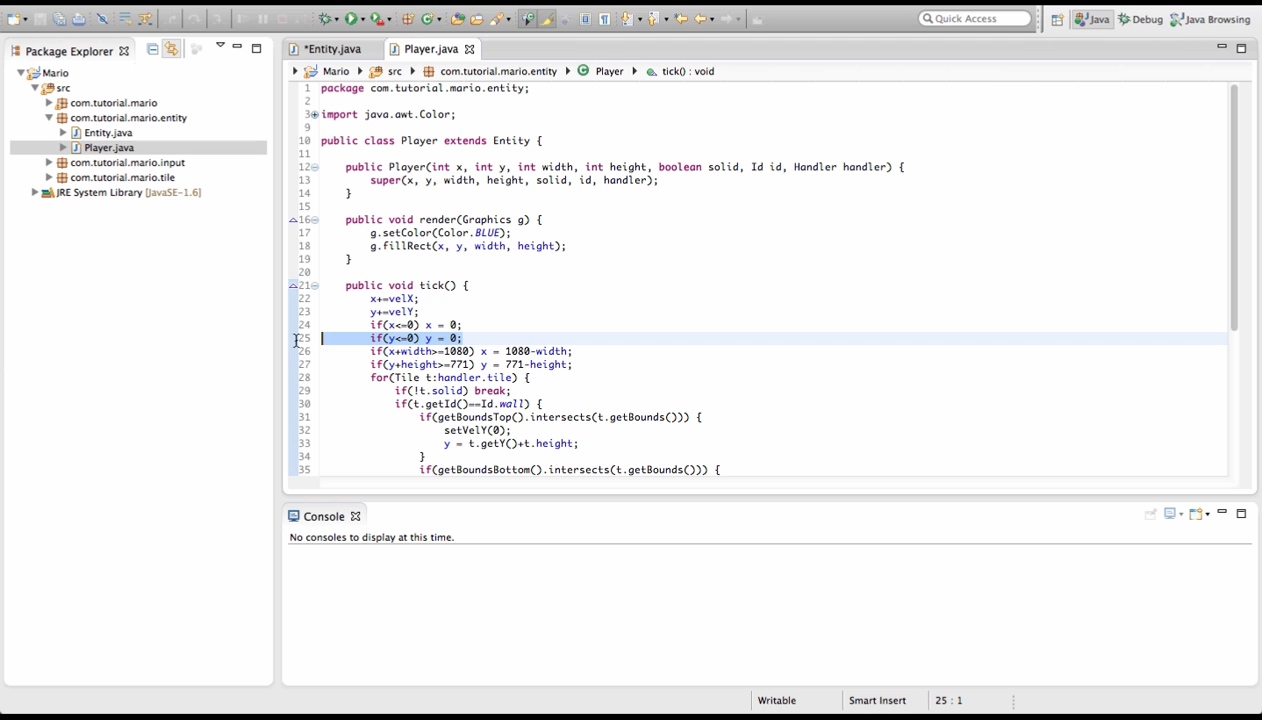 Quick Access
Java
Debug
Java Browsing
Package Explorer
*Entity.java
Player.java
Mario
src
com.tutorial.mario
com.tutorial.mario.entity
Entity.java
Player.java
com.tutorial.mario.input
com.tutorial.mario.tile
JRE System Library [JavaSE-1.6]
Mario src com.tutorial.mario.entity Player tick() : void
1 package com.tutorial.mario.entity;
2
3 import java.awt.Color;
9
10 public class Player extends Entity {
11
12 public Player(int x, int y, int width, int height, boolean solid, Id id, Handler handler) {
13 super(x, y, width, height, solid, id, handler);
14 }
15
16 public void render(Graphics g) {
17 g.setColor(Color.BLUE);
18 g.fillRect(x, y, width, height);
19 }
20
21 public void tick() {
22 x+=velX;
23 y+=velY;
24 if(x<=0) x = 0;
25 if(y<=0) y = 0;
26 if(x+width>=1080) x = 1080-width;
27 if(y+height>=771) y = 771-height;
28 for(Tile t:handler.tile) {
29 if(!t.solid) break;
30 if(t.getId()==Id.wall) {
31 if(getBoundsTop().intersects(t.getBounds())) {
32 setVelY(0);
33 y = t.getY()+t.height;
34 }
35 if(getBoundsBottom().intersects(t.getBounds())) {
Console
No consoles to display at this time.
Writable
Smart Insert
25 : 1